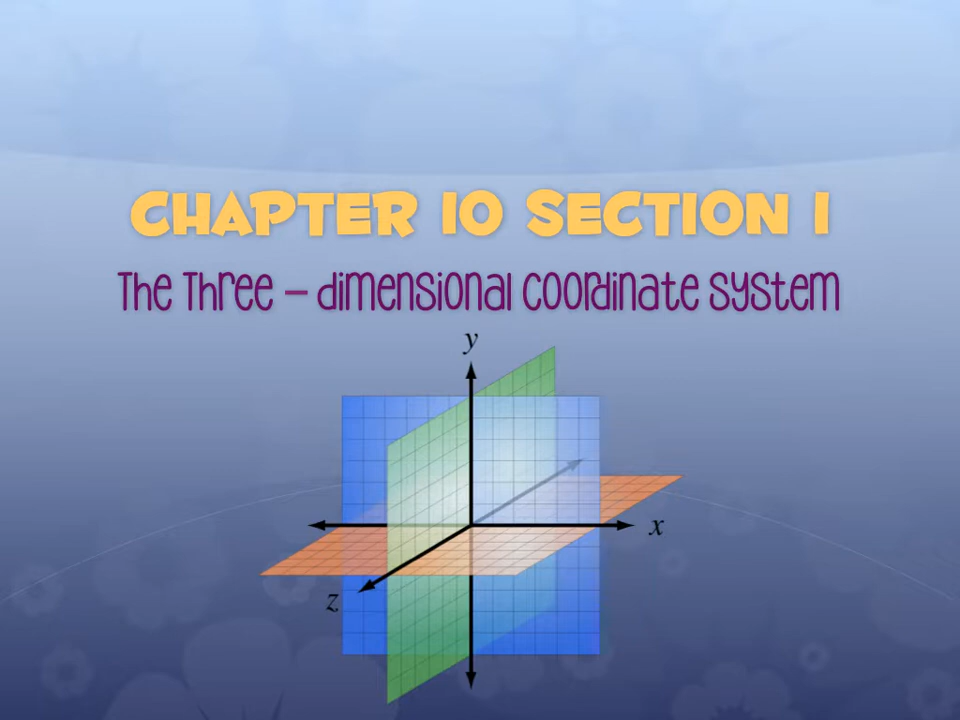 CHAPTER 10 SECTION 1
The Three – dimensional coordinate system
y
x
z